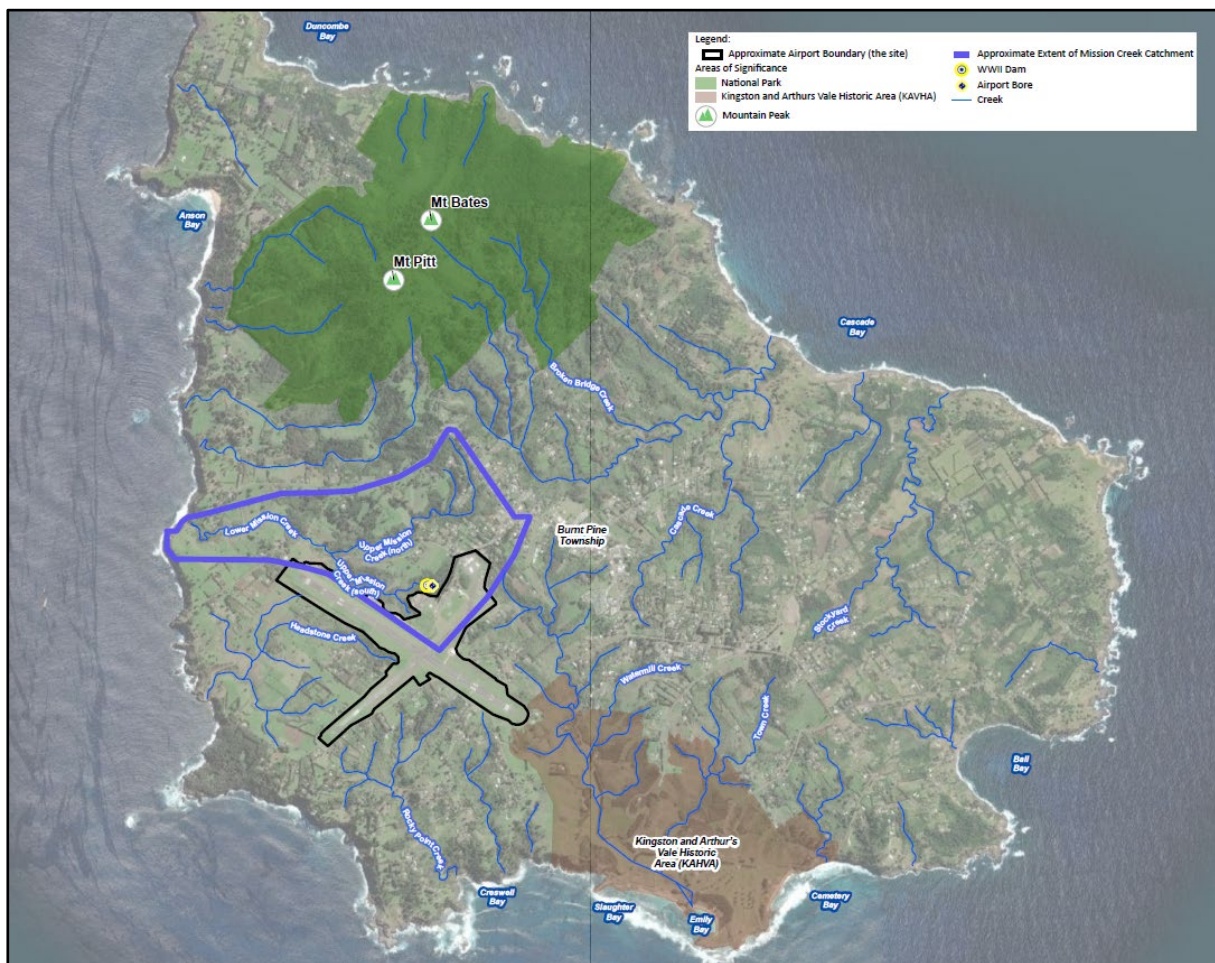 Duncombe
Bay
Legend:
Approximate Airport Boundary (the site)
Areas of Significance
National Park
Kingston and Arthurs Vale Historic Area (KAVHA)
Mountain Peak
Approximate Extent of Mission Creek Catchment
WWII Dam
Airport Bore
Creek
Mt Bates
Anson
Bay
Mt Pitt
Cascade
Bay
Broken Bridge Creek
Lower Mission Creek
Upper Mission
Creek (north)
Burnt Pine
Township
Cascade Creek
Upper Mission
Creek (south)
Stockyard
Creek
Headstone Creek
Watermill Creek
Town Creek
Ball
Bay
Rocky Point Creek
Kingston and Arthur's
Vale Historic
Area (KAHVA)
Creswell
Bay
Slaughter
Bay
Emily
Bay
Cemetery
Bay